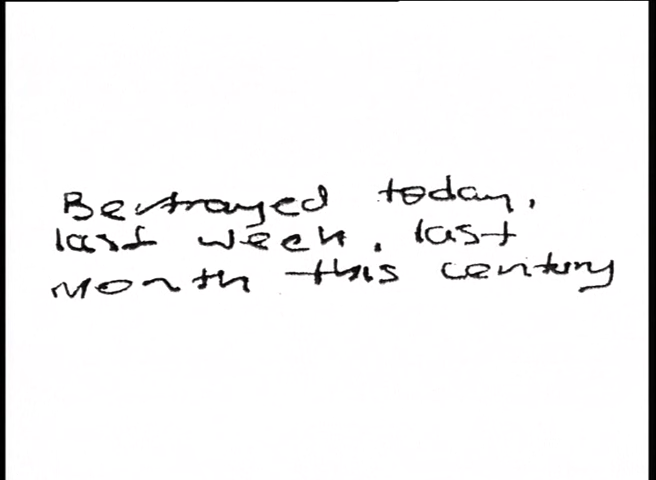 Betrayed today,
last week, last
month this century